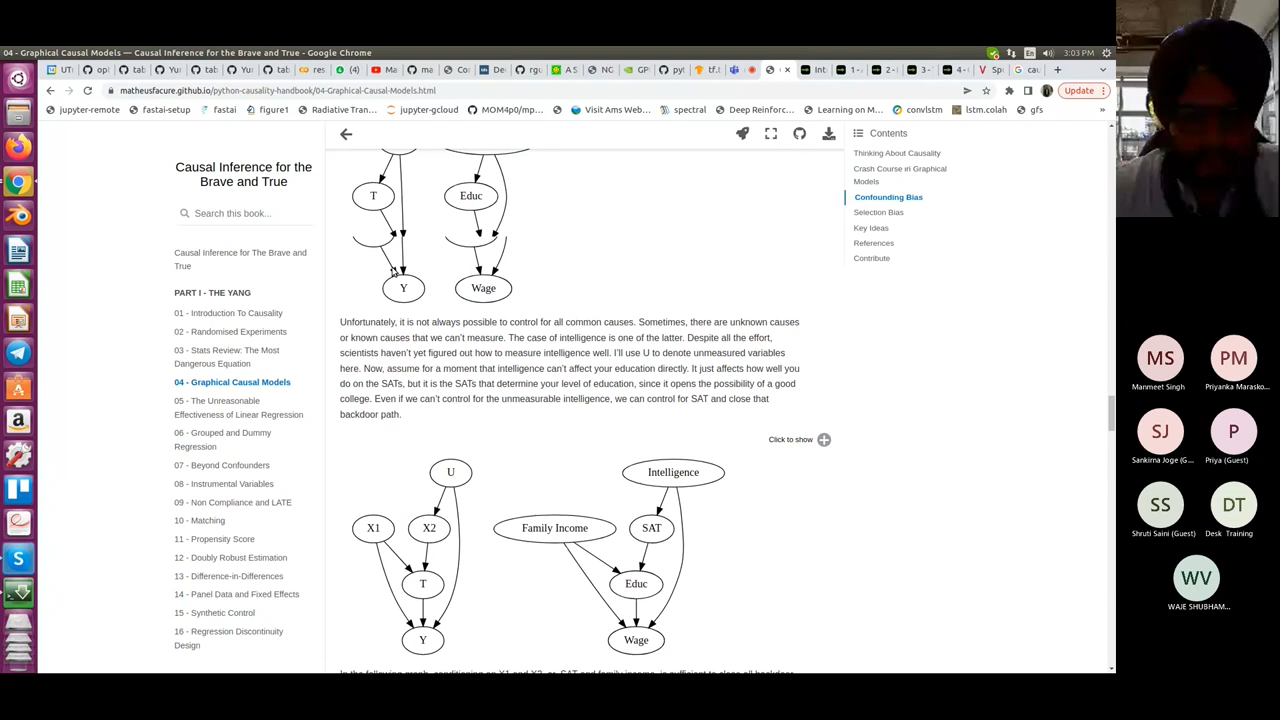 04 - Graphical Causal Models — Causal Inference for the Brave and True - Google Chrome
En
3:03 PM
matheusfacure.github.io/python-causality-handbook/04-Graphical-Causal-Models.html
Update
jupyter-remote
fastai-setup
fastai
figure1
Radiative Tran...
jupyter-gcloud
MOM4p0/mp...
Visit Ams Web...
spectral
Deep Reinforc...
Learning on M...
convlstm
lstm.colah
gfs
Causal Inference for the
Brave and True
Search this book...
Causal Inference for The Brave and
True
PART I - THE YANG
01 - Introduction To Causality
02 - Randomised Experiments
03 - Stats Review: The Most
Dangerous Equation
04 - Graphical Causal Models
05 - The Unreasonable
Effectiveness of Linear Regression
06 - Grouped and Dummy
Regression
07 - Beyond Confounders
08 - Instrumental Variables
09 - Non Compliance and LATE
10 - Matching
11 - Propensity Score
12 - Doubly Robust Estimation
13 - Difference-in-Differences
14 - Panel Data and Fixed Effects
15 - Synthetic Control
16 - Regression Discontinuity
Design
T
Educ
Y
Wage
Unfortunately, it is not always possible to control for all common causes. Sometimes, there are unknown causes
or known causes that we can't measure. The case of intelligence is one of the latter. Despite all the effort,
scientists haven't yet figured out how to measure intelligence well. I'll use U to denote unmeasured variables
here. Now, assume for a moment that intelligence can't affect your education directly. It just affects how well you
do on the SATs, but it is the SATs that determine your level of education, since it opens the possibility of a good
college. Even if we can't control for the unmeasurable intelligence, we can control for SAT and close that
backdoor path.
Click to show
U
Intelligence
X1
X2
Family Income
SAT
T
Educ
Y
Wage
Contents
Thinking About Causality
Crash Course in Graphical
Models
Confounding Bias
Selection Bias
Key Ideas
References
Contribute
MS
PM
Manmeet Singh
Priyanka Marasko...
SJ
P
Sankirna Joge (G...
Priya (Guest)
SS
DT
Shruti Saini (Guest)
Desk Training
WV
WAJE SHUBHAM...